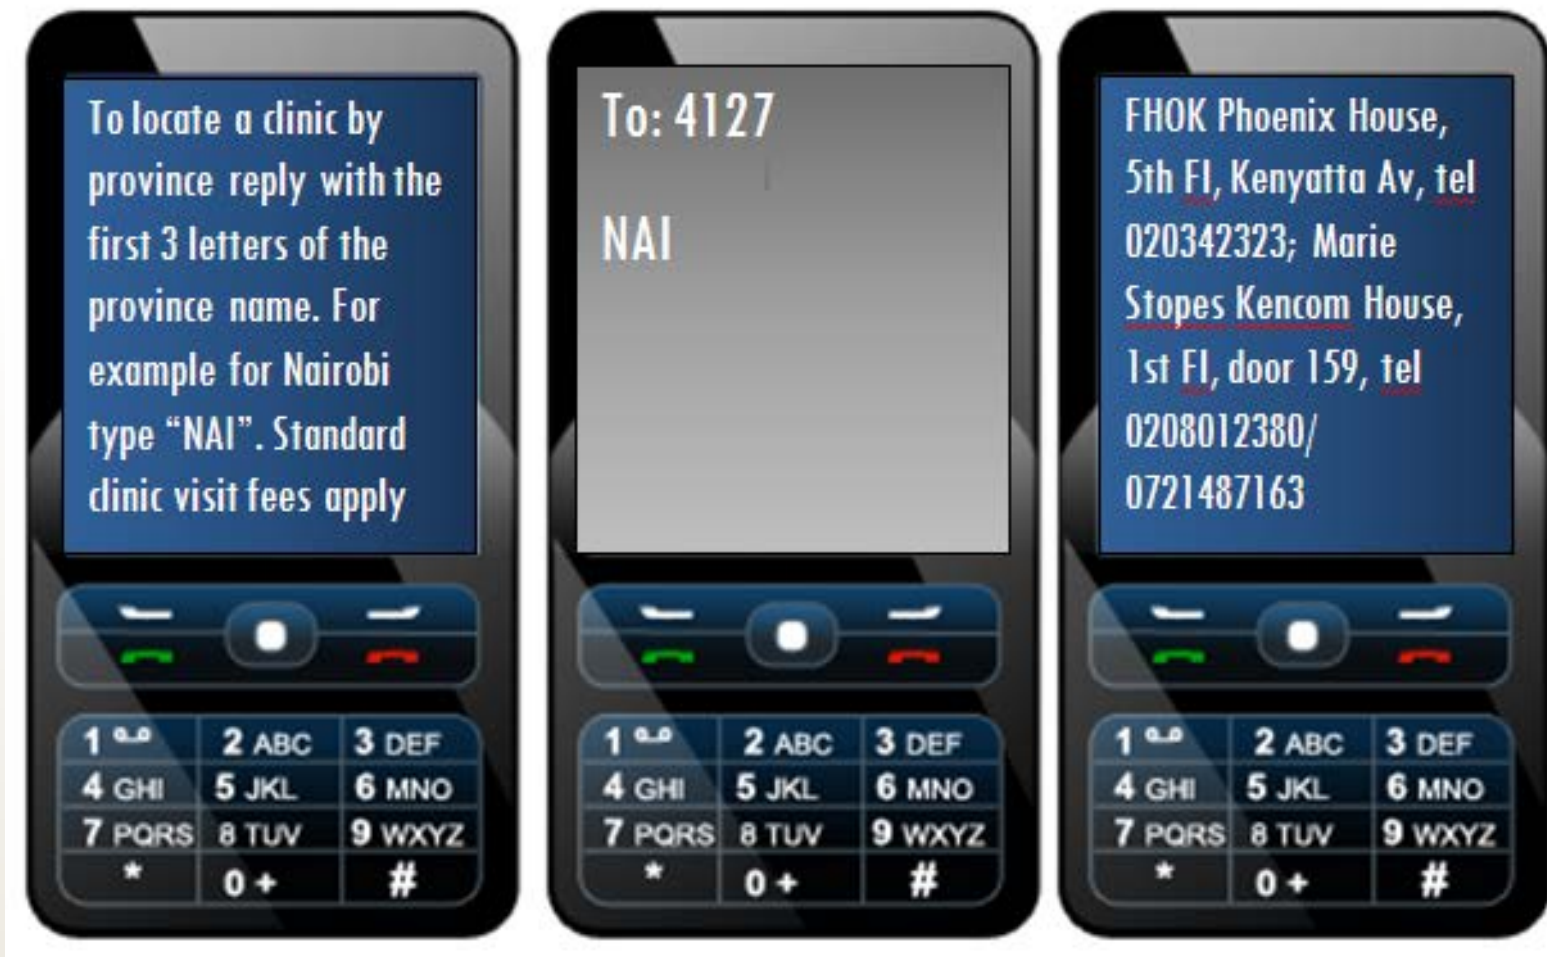 To locate a clinic by
province reply with the
first 3 letters of the
province name. For
example for Nairobi
type “NAI”. Standard
clinic visit fees apply
1
2 ABC
3 DEF
4 GHI
5 JKL
6 MNO
7 PQRS
8 TUV
9 WXYZ
*
0 +
#
To: 4127
NAI
1
2 ABC
3 DEF
4 GHI
5 JKL
6 MNO
7 PQRS
8 TUV
9 WXYZ
*
0 +
#
FHOK Phoenix House,
5th Fl, Kenyatta Av, tel
020342323; Marie
Stopes Kencom House,
1st Fl, door 159, tel
0208012380/
0721487163
1
2 ABC
3 DEF
4 GHI
5 JKL
6 MNO
7 PQRS
8 TUV
9 WXYZ
*
0 +
#